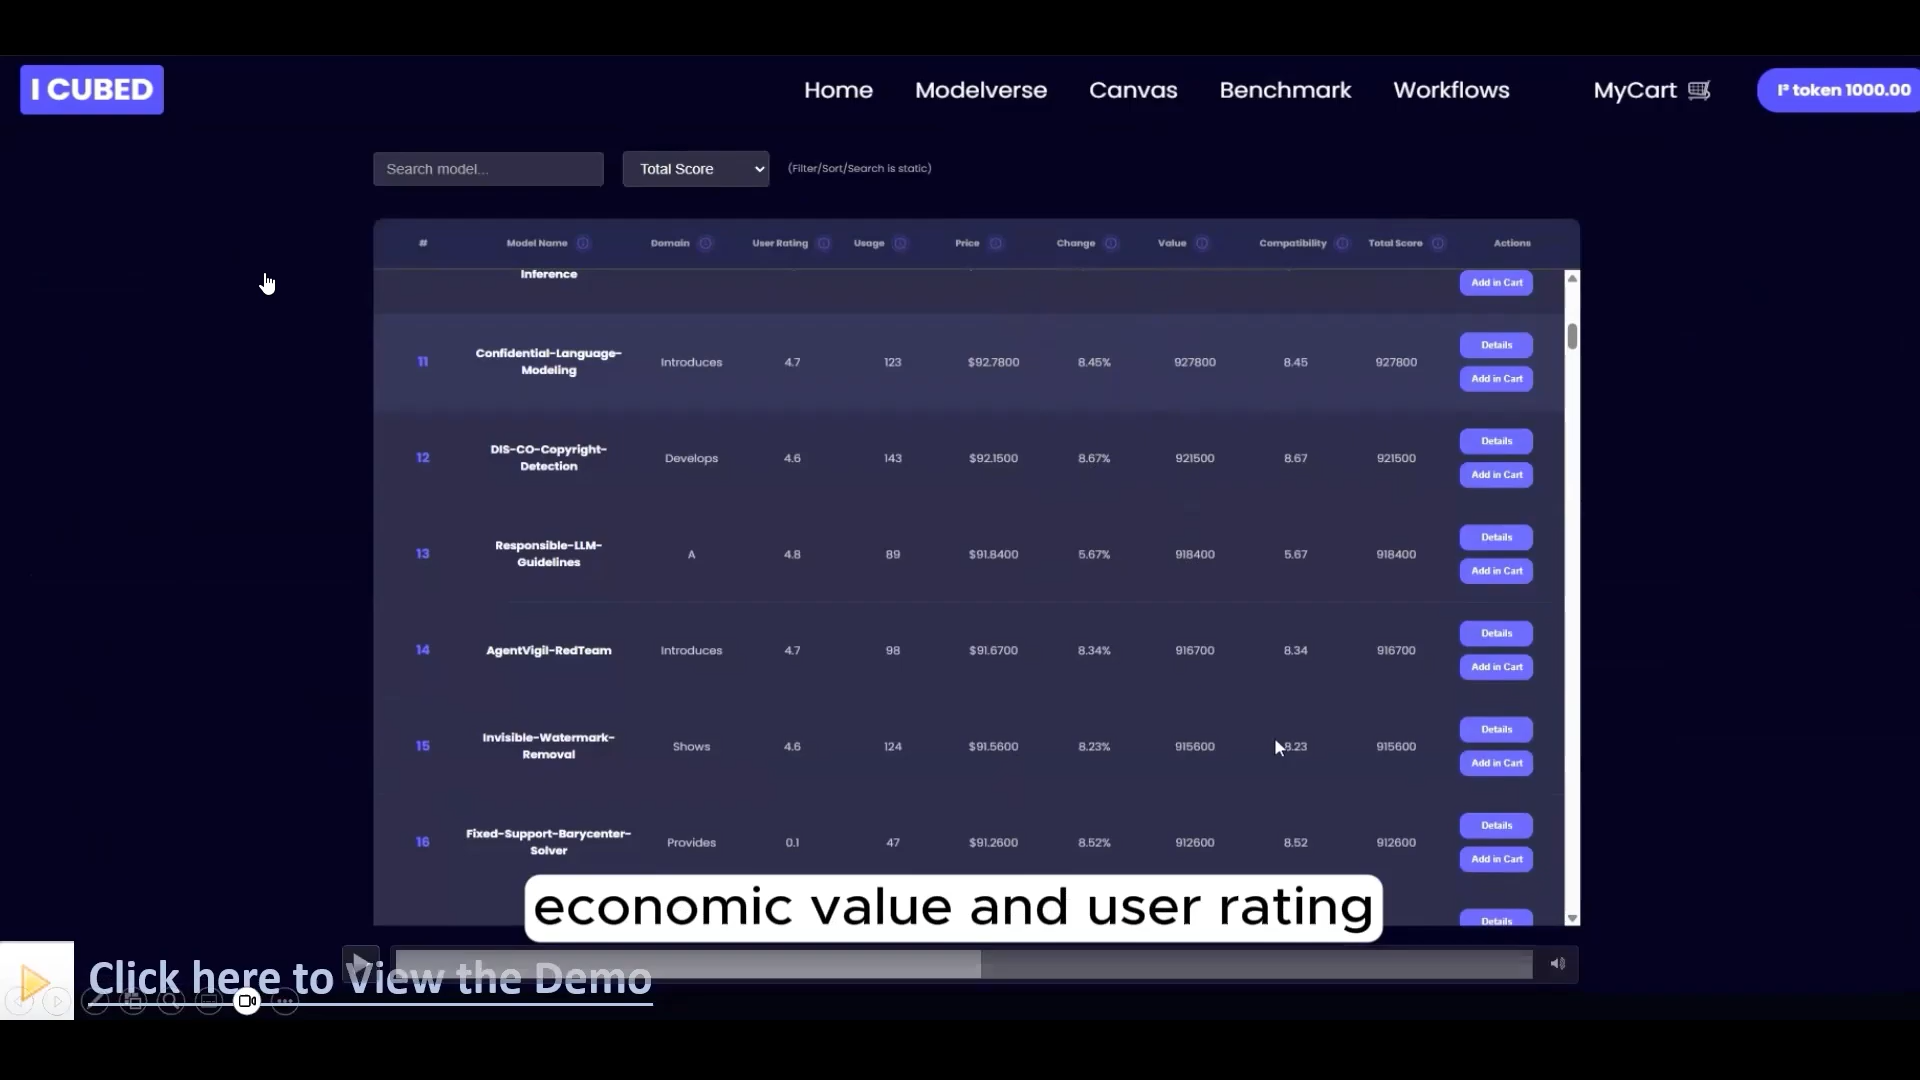 I CUBED
Home Modelverse Canvas Benchmark Workflows MyCart I³ token 1000.00
Search model... Total Score (Filter/Sort/Search is static)
# Model Name Domain User Rating Usage Price Change Value Compatibility Total Score Actions
Inference
Add in Cart
11 Confidential-Language-Modeling Introduces 4.7 123 $92.7800 8.45% 927800 8.45 927800 Details
Add in Cart
12 DIS-CO-Copyright-Detection Develops 4.6 143 $92.1500 8.67% 921500 8.67 921500 Details
Add in Cart
13 Responsible-LLM-Guidelines A 4.8 89 $91.8400 5.67% 918400 5.67 918400 Details
Add in Cart
14 AgentVigil-RedTeam Introduces 4.7 98 $91.6700 8.34% 916700 8.34 916700 Details
Add in Cart
15 Invisible-Watermark-Removal Shows 4.6 124 $91.5600 8.23% 915600 8.23 915600 Details
Add in Cart
16 Fixed-Support-Barycenter-Solver Provides 0.1 47 $91.2600 8.52% 912600 8.52 912600 Details
Add in Cart
Details
economic value and user rating
Click here to View the Demo